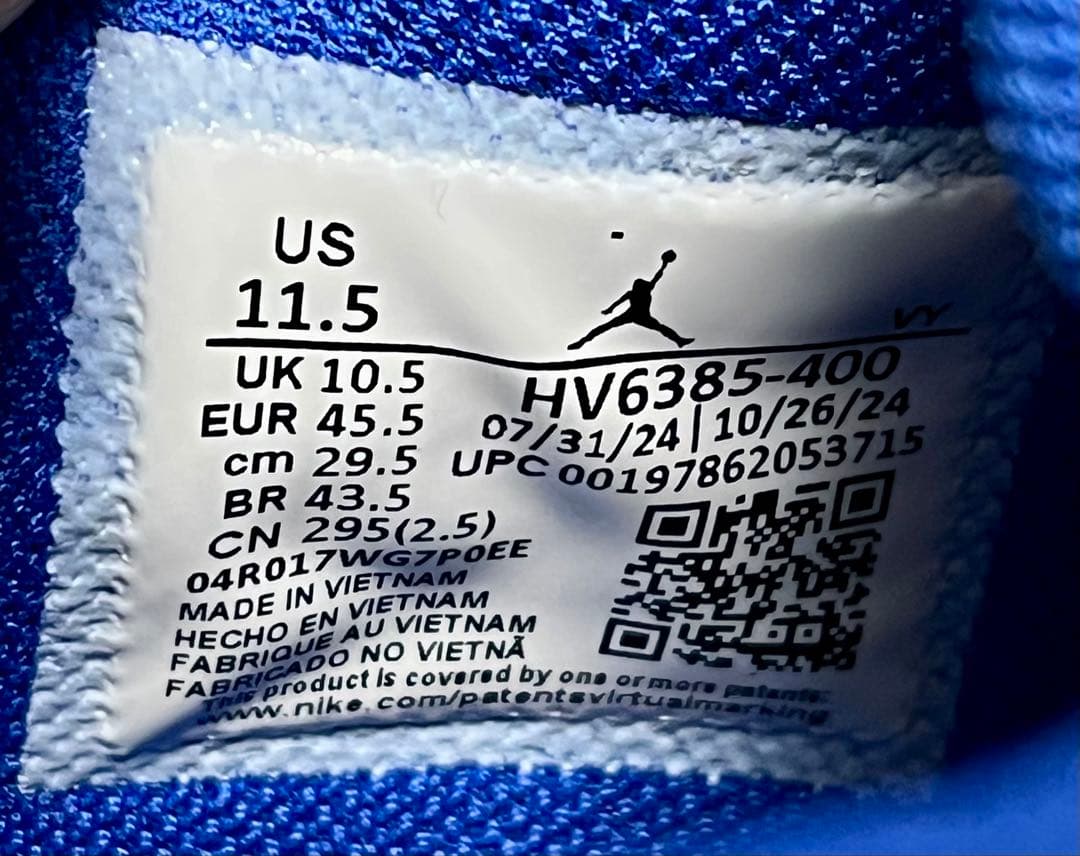 US
11.5
UK 10.5
EUR 45.5
cm 29.5
BR 43.5
CN 295(2.5)
HV6385-400
07/31/24|10/26/24
UPC 001978620537​15
04R017WG7P0EE
MADE IN VIETNAM
HECHO EN VIETNAM
FABRIQUE AU VIETNAM
FABRICADO NO VIETNÃ
This product is covered by one or more patents:
www.nike.com/patentsvirtualmarking